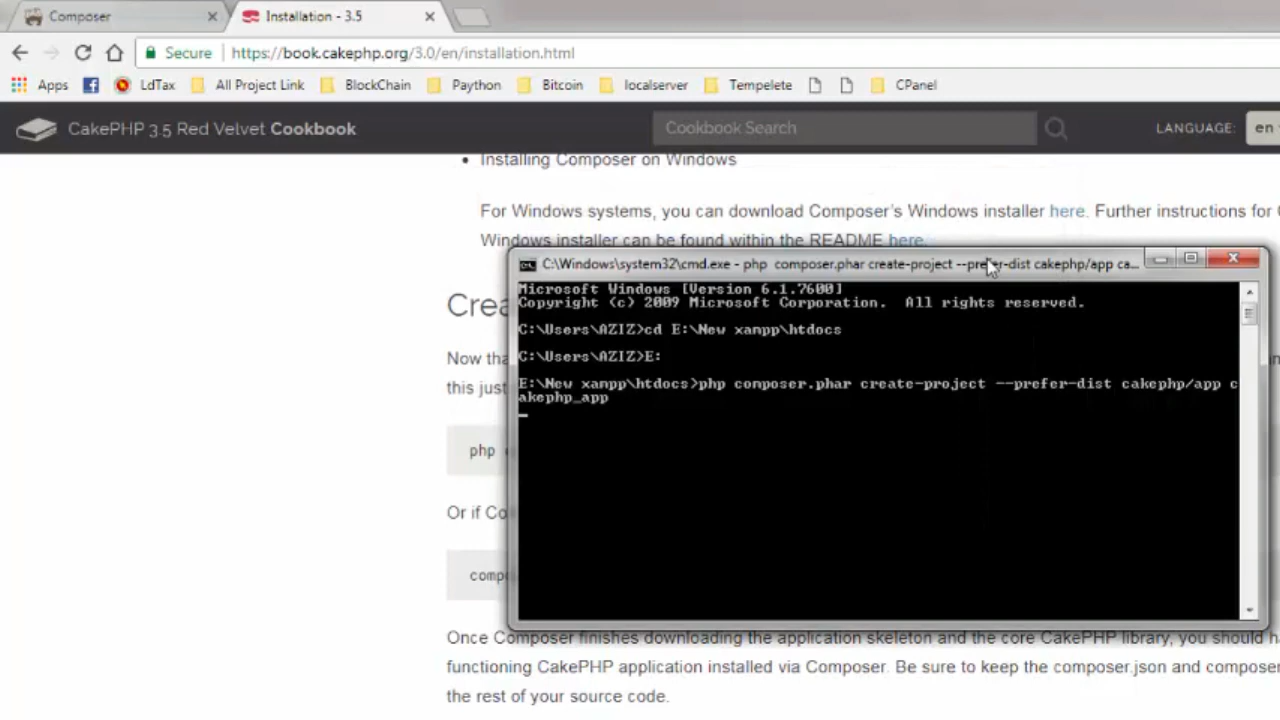 Composer
Installation - 3.5
Secure
https://book.cakephp.org/3.0/en/installation.html
Apps
LdTax
All Project Link
BlockChain
Paython
Bitcoin
localserver
Tempelete
CPanel
CakePHP 3.5 Red Velvet Cookbook
Cookbook Search
LANGUAGE:
en
Installing Composer on Windows
For Windows systems, you can download Composer's Windows installer here. Further instructions for
Windows installer can be found within the README here.
C:\Windows\system32\cmd.exe - php composer.phar create-project --prefer-dist cakephp/app ca...
Microsoft Windows [Version 6.1.7600]
Copyright (c) 2009 Microsoft Corporation. All rights reserved.
C:\Users\AZIZ>cd E:\New xampp\htdocs
C:\Users\AZIZ>E:
E:\New xampp\htdocs>php composer.phar create-project --prefer-dist cakephp/app c
akephp_app
Crea
Now tha
this just
php
Or if Co
compo
Once Composer finishes downloading the application skeleton and the core CakePHP library, you should ha
functioning CakePHP application installed via Composer. Be sure to keep the composer.json and composer
the rest of your source code.